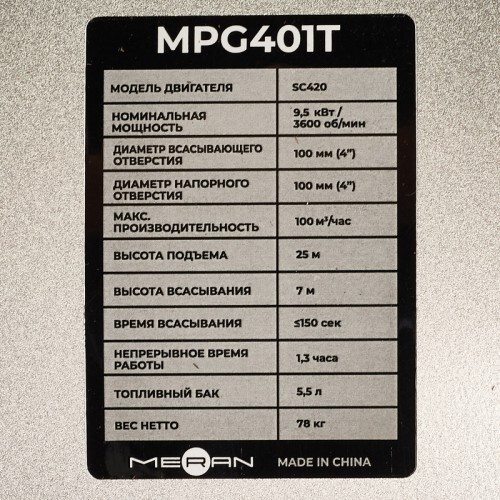 MPG401T
МОДЕЛЬ ДВИГАТЕЛЯ SC420
НОМИНАЛЬНАЯ МОЩНОСТЬ 9,5 кВт / 3600 об/мин
ДИАМЕТР ВСАСЫВАЮЩЕГО ОТВЕРСТИЯ 100 мм (4")
ДИАМЕТР НАПОРНОГО ОТВЕРСТИЯ 100 мм (4")
МАКС. ПРОИЗВОДИТЕЛЬНОСТЬ 100 м³/час
ВЫСОТА ПОДЪЕМА 25 м
ВЫСОТА ВСАСЫВАНИЯ 7 м
ВРЕМЯ ВСАСЫВАНИЯ ≤150 сек
НЕПРЕРЫВНОЕ ВРЕМЯ РАБОТЫ 1,3 часа
ТОПЛИВНЫЙ БАК 5,5 л
ВЕС НЕТТО 78 кг
MERAN MADE IN CHINA